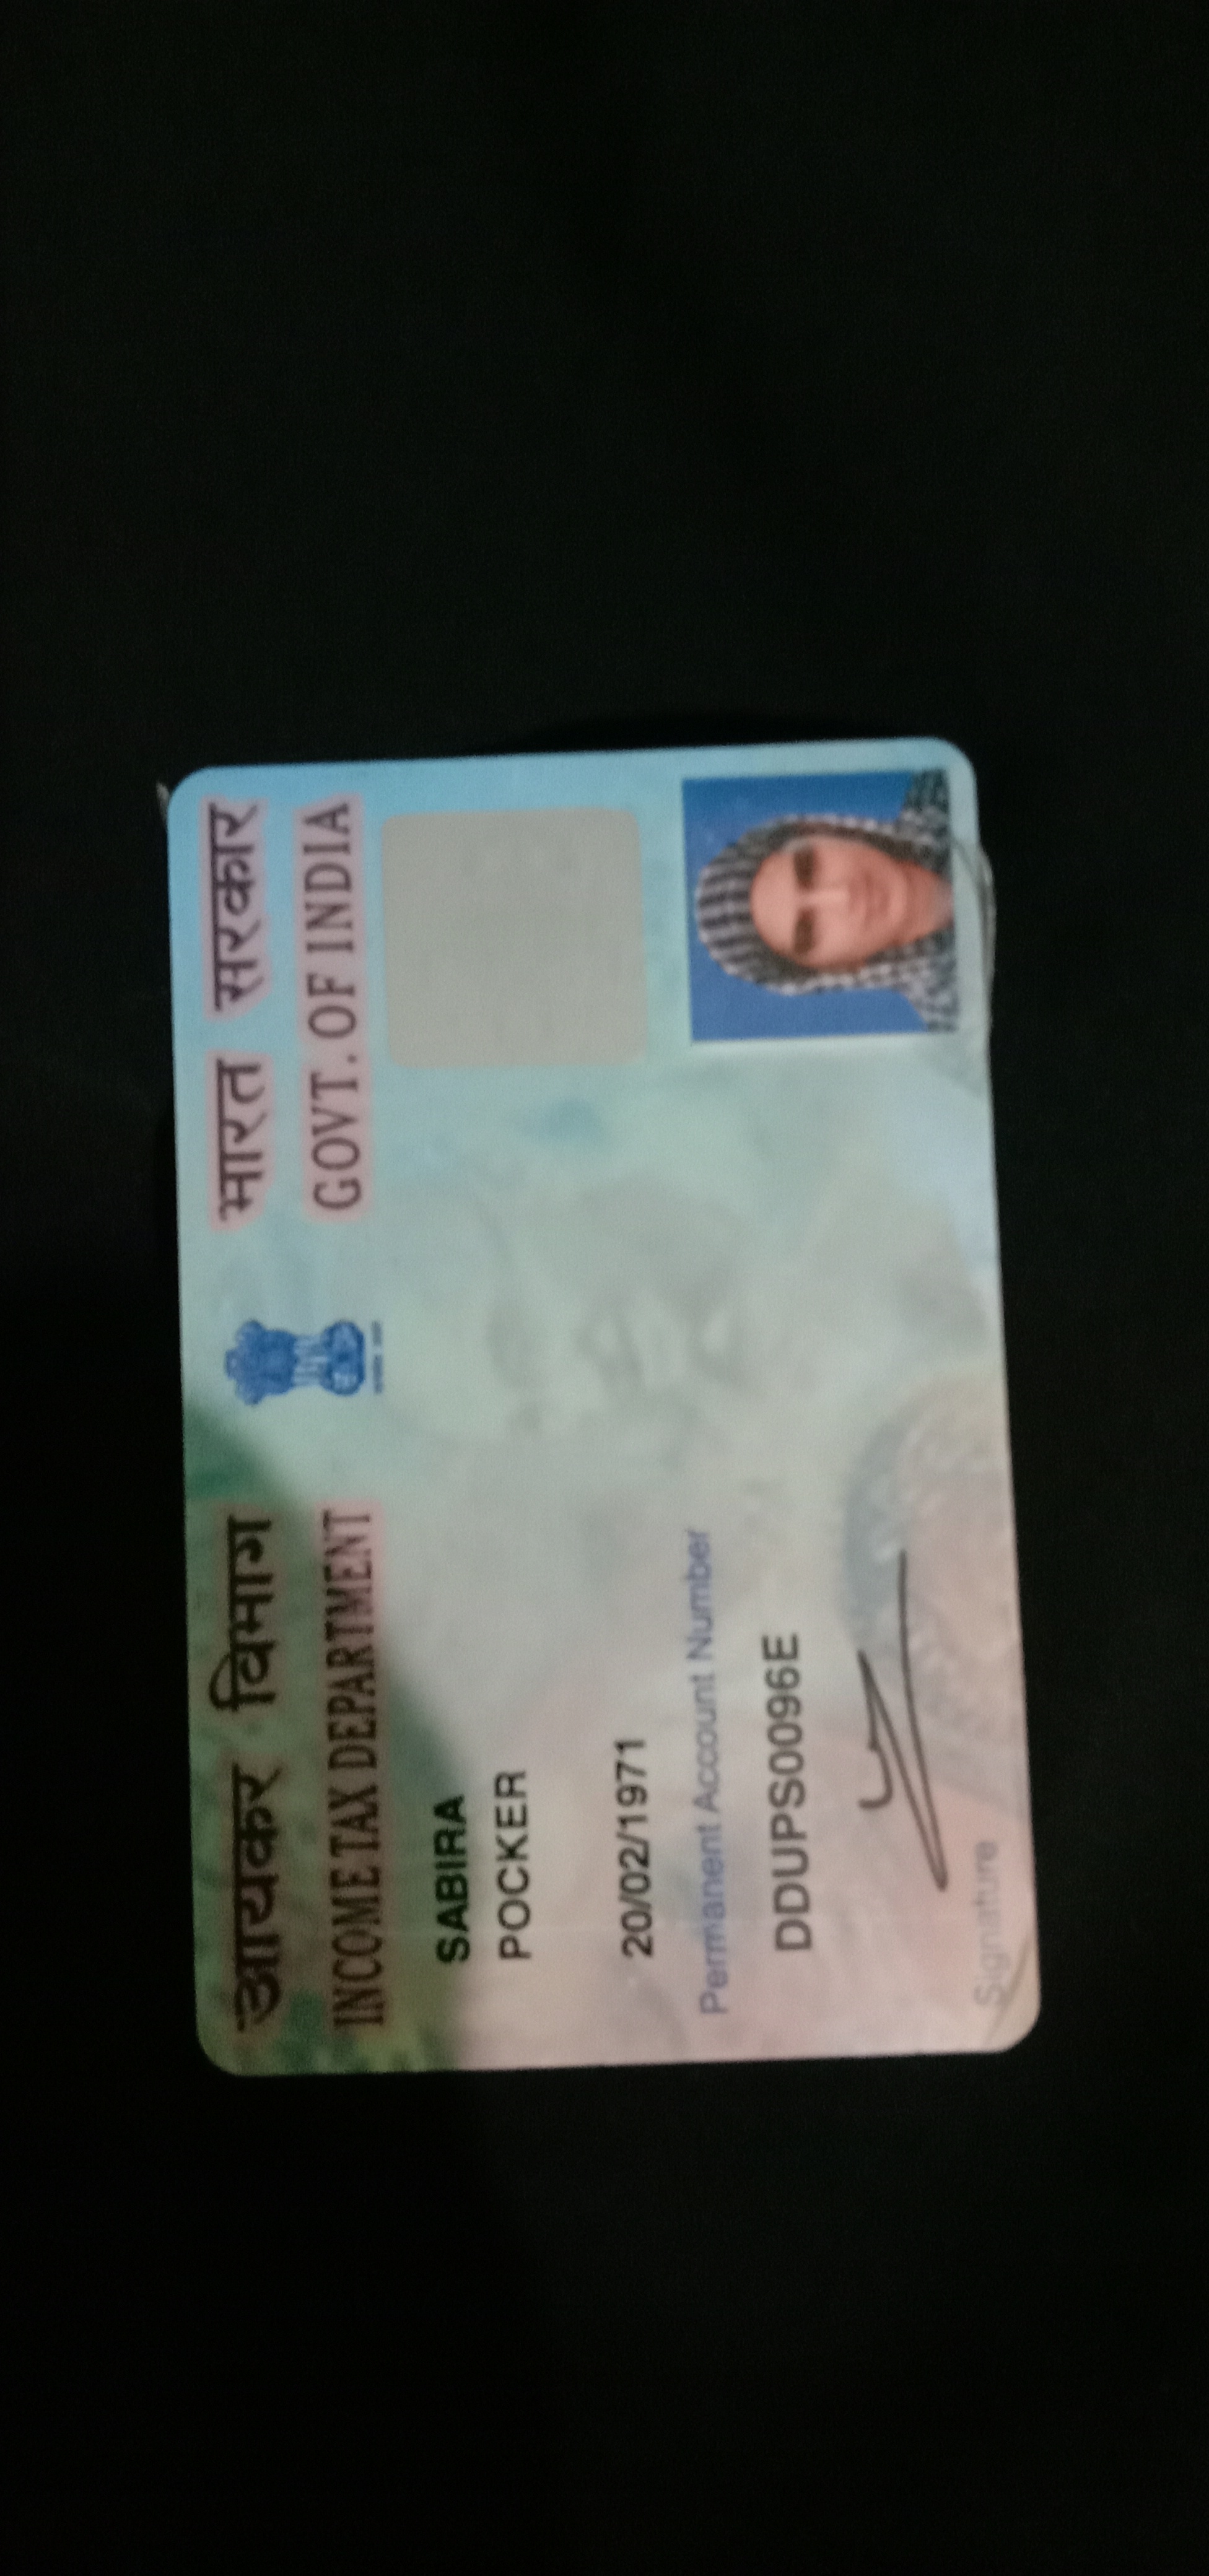 आयकर विभाग
INCOME TAX DEPARTMENT
भारत सरकार
GOVT. OF INDIA
SABIRA
POCKER
20/02/1971
Permanent Account Number
DDUPS0096E
Signature